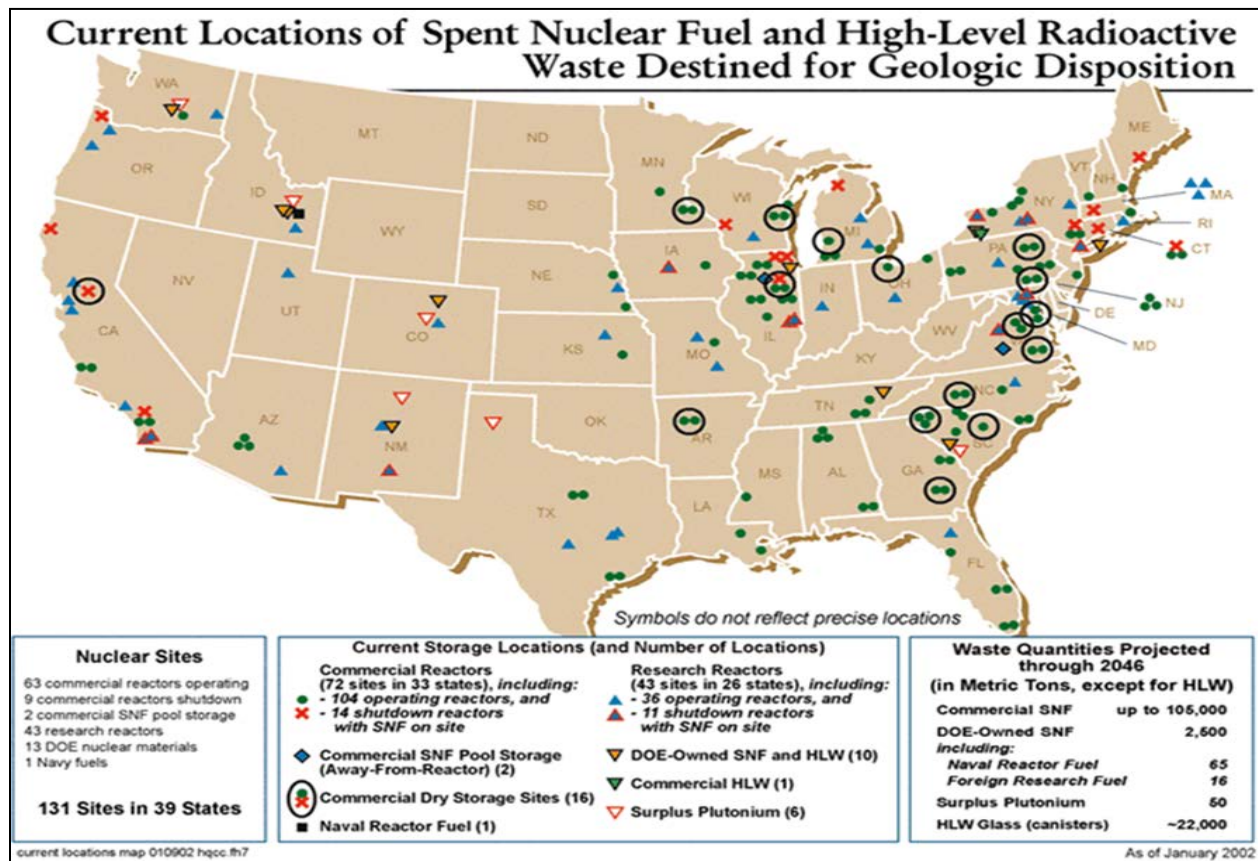 Current Locations of Spent Nuclear Fuel and High-Level Radioactive
Waste Destined for Geologic Disposition
WA
OR
ID
MT
ND
MN
WI
MI
SD
WY
NV
UT
CA
CO
NE
IA
KS
MO
IL
IN
OH
PA
NY
VT
NH
ME
MA
RI
CT
NJ
DE
MD
WV
KY
TN
NC
SC
AZ
NM
OK
AR
TX
LA
MS
AL
GA
FL
Symbols do not reflect precise locations
Nuclear Sites
63 commercial reactors operating
9 commercial reactors shutdown
2 commercial SNF pool storage
43 research reactors
13 DOE nuclear materials
1 Navy fuels
131 Sites in 39 States
Current Storage Locations (and Number of Locations)
Commercial Reactors
(72 sites in 33 states), including:
- 104 operating reactors, and
- 14 shutdown reactors
with SNF on site
Commercial SNF Pool Storage
(Away-From-Reactor) (2)
Commercial Dry Storage Sites (16)
Naval Reactor Fuel (1)
Research Reactors
(43 sites in 26 states), including:
- 36 operating reactors, and
- 11 shutdown reactors
with SNF on site
DOE-Owned SNF and HLW (10)
Commercial HLW (1)
Surplus Plutonium (6)
Waste Quantities Projected
through 2046
(in Metric Tons, except for HLW)
Commercial SNF up to 105,000
DOE-Owned SNF 2,500
including:
Naval Reactor Fuel 65
Foreign Research Fuel 16
Surplus Plutonium 50
HLW Glass (canisters) ~22,000
current locations map 010902 hqcc.fh7
As of January 2002